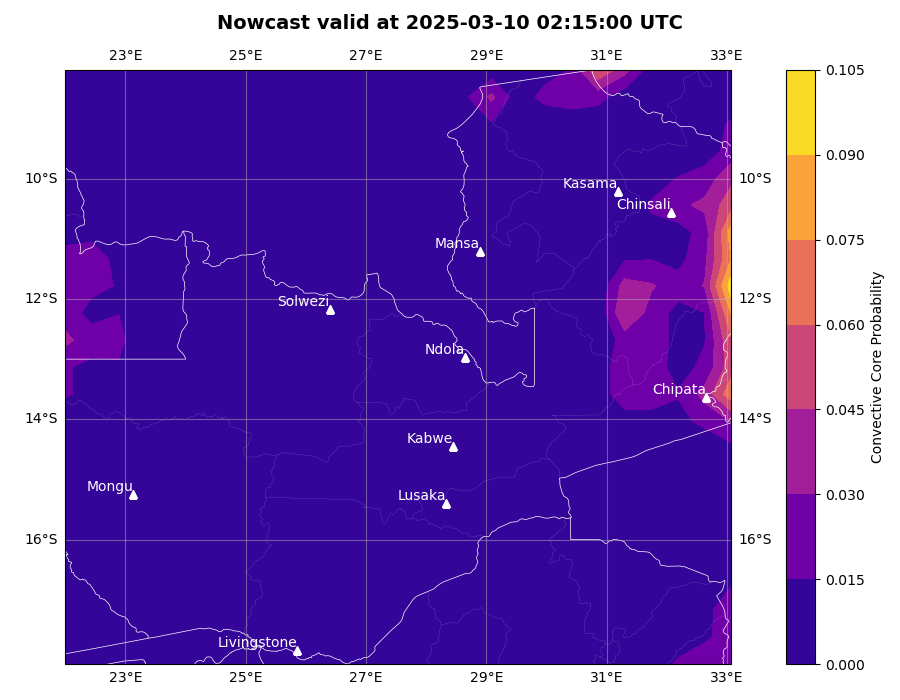 Nowcast valid at 2025-03-10 02:15:00 UTC
23°E 25°E 27°E 29°E 31°E 33°E
0.105
0.090
10°S Kasama 10°S
Chinsali
Mansa
0.075
12°S Solwezi 12°S
0.060
Ndola
Chipata
0.045
14°S 14°S
Kabwe
Mongu
Lusaka
0.030
16°S 16°S
0.015
Livingstone
0.000
23°E 25°E 27°E 29°E 31°E 33°E
Convective Core Probability